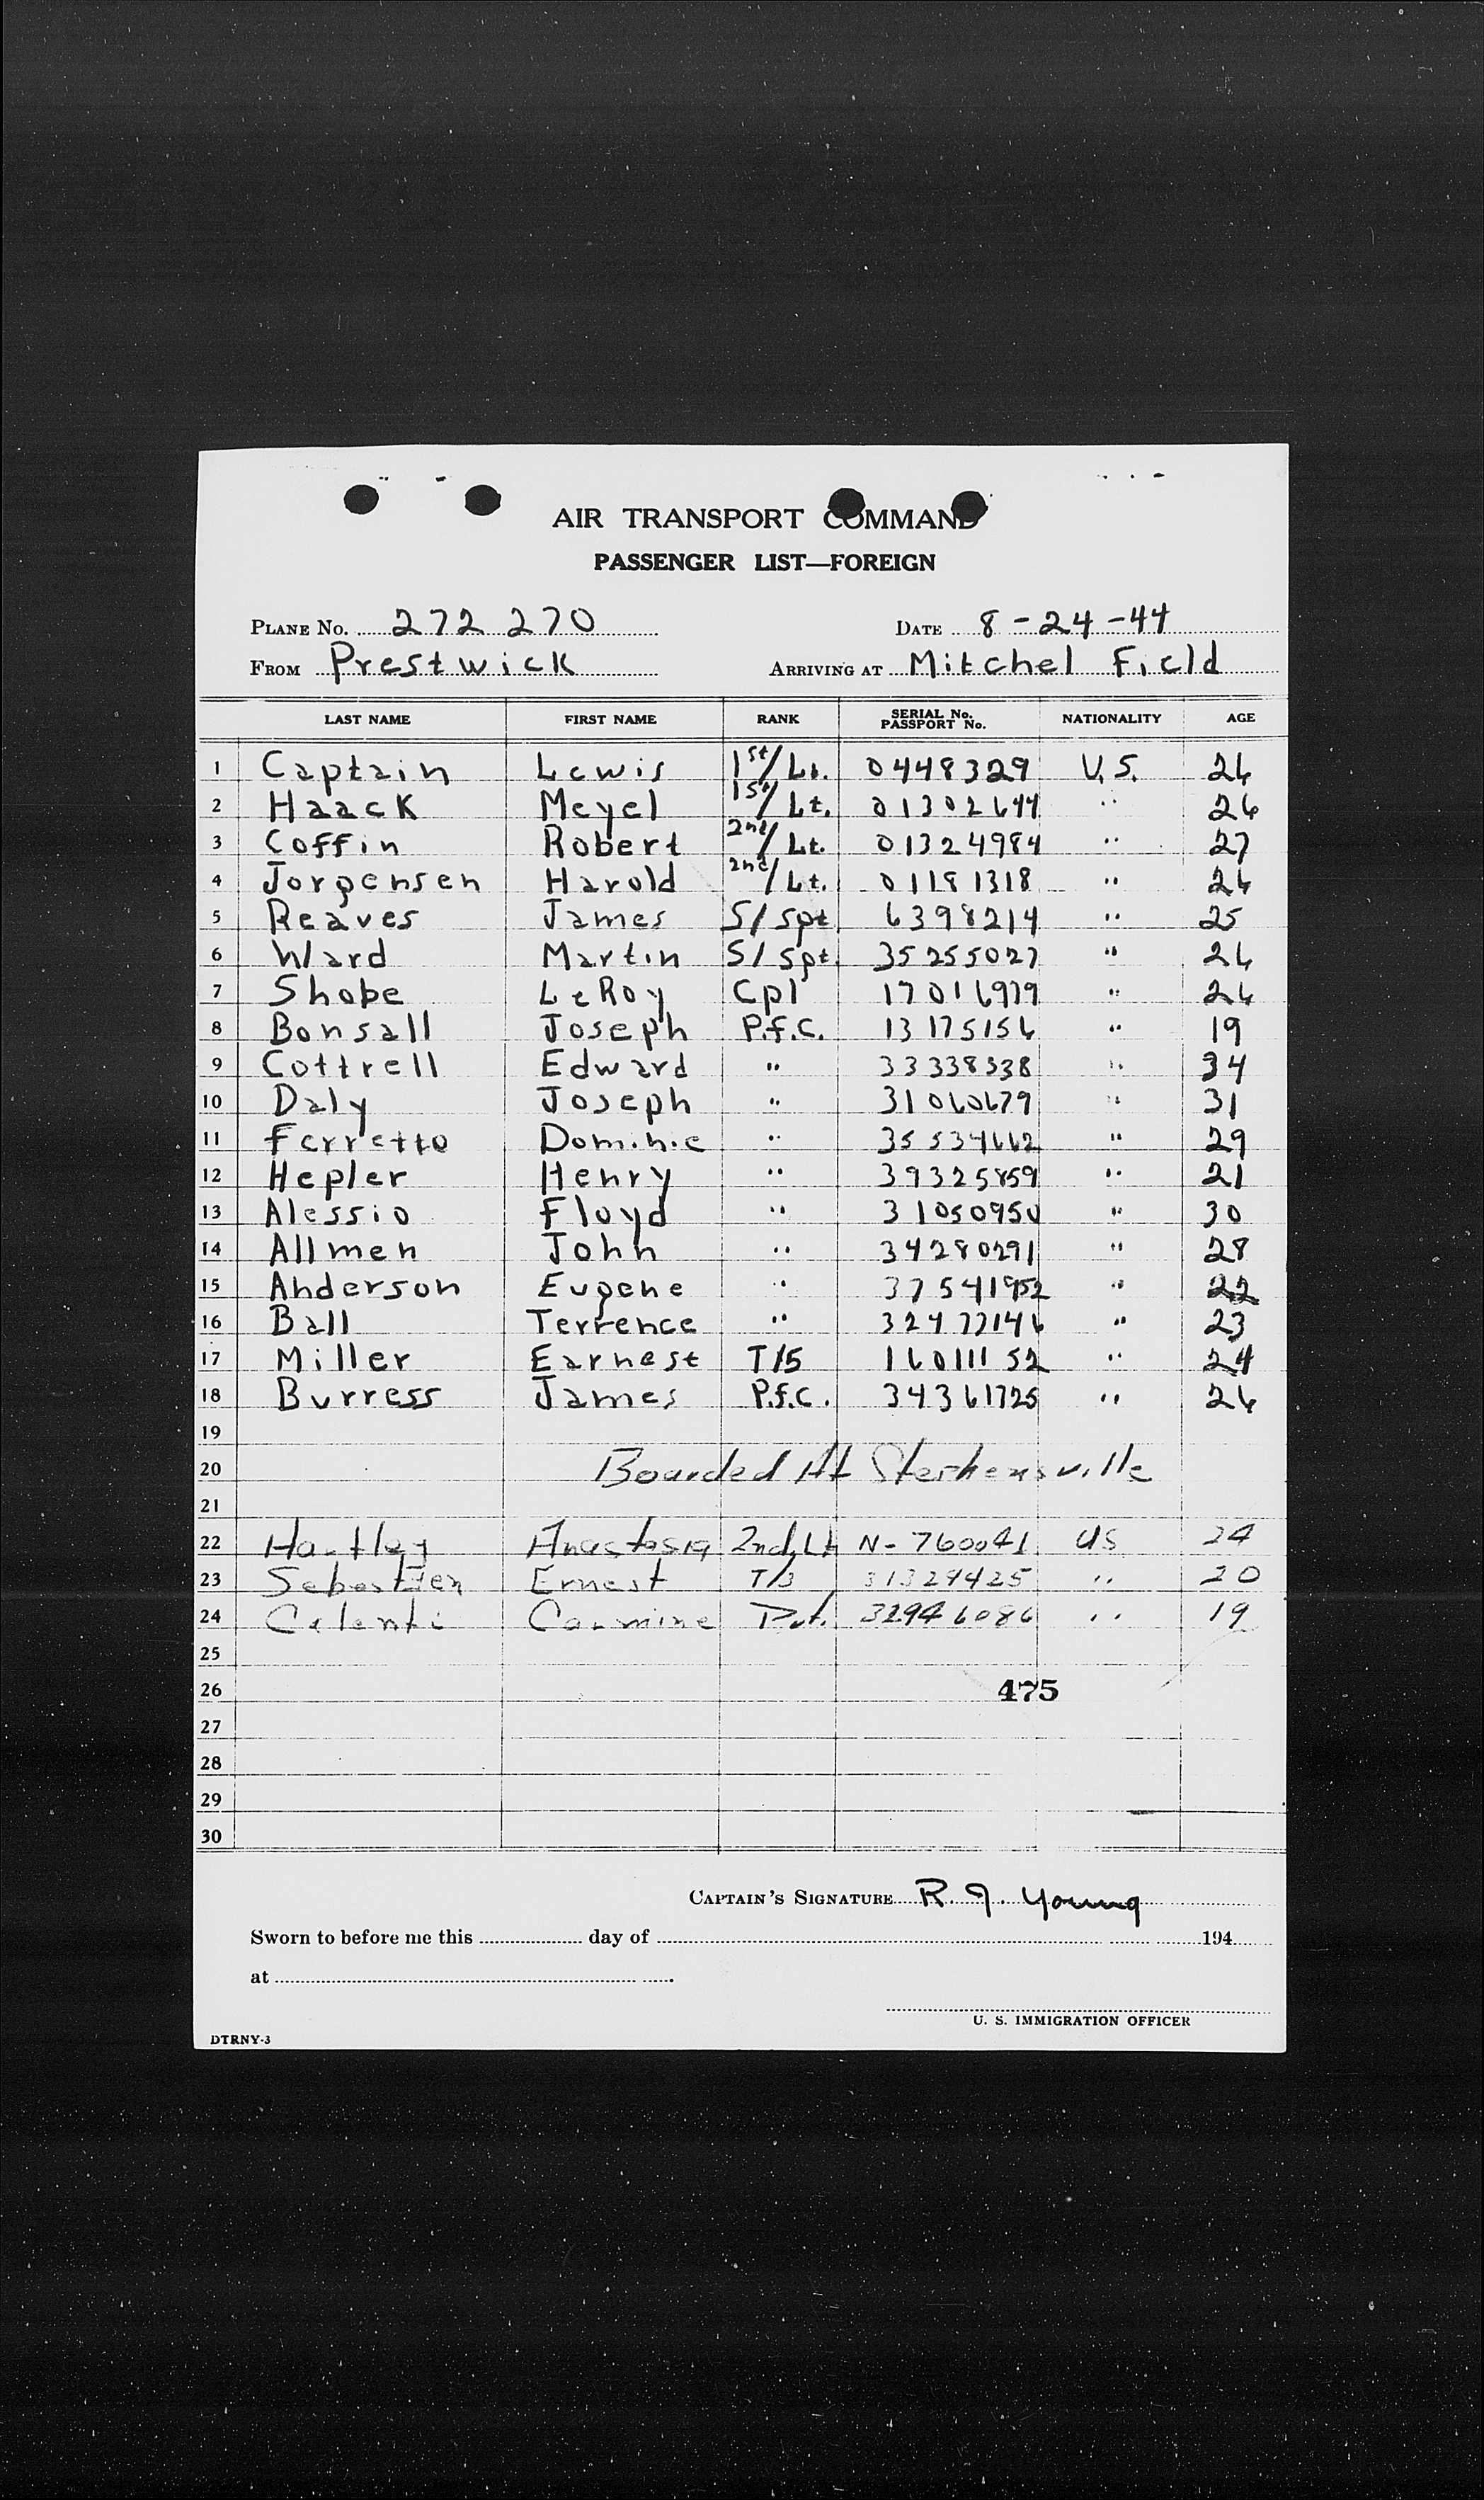 AIR TRANSPORT COMMAND
PASSENGER LIST—FOREIGN
PLANE No. 272 270 DATE 8-24-44
FROM Prestwick ARRIVING AT Mitchel Field
LAST NAME FIRST NAME RANK SERIAL No. PASSPORT No. NATIONALITY AGE
1 Captain Lewis 1st/Lt. 0448329 U.S. 26
2 Haack Meyel 1st/Lt. 01302644 " 26
3 Coffin Robert 2nd/Lt. 01324984 " 27
4 Jorgensen Harold 2nd/Lt. 01181318 " 26
5 Reaves James S/Sgt 6398214 " 25
6 Ward Martin S/Sgt. 35255027 " 26
7 Shobe LeRoy Cpl 17016979 " 26
8 Bonsall Joseph P.f.C. 13175156 " 19
9 Cottrell Edward " 33338538 " 34
10 Daly Joseph " 31060679 " 31
11 Ferretto Dominic " 35534662 " 29
12 Hepler Henry " 39325859 " 21
13 Alessio Floyd " 31050950 " 30
14 Allmen John " 34280291 " 28
15 Anderson Eugene " 37541952 " 22
16 Ball Terrence " 32477146 " 23
17 Miller Earnest T/5 16011152 " 24
18 Burress James P.f.C. 34361725 " 26
19
20 Boarded At Stephensville
21
22 Hartley Anastasia 2nd Lt N-760041 US 24
23 Sebastien Ernest T/3 31329425 " 20
24 Celenti Carmine Pvt. 32946086 " 19
25
26 475
27
28
29
30
CAPTAIN'S SIGNATURE R. J. Young
Sworn to before me this day of 194
at
U. S. IMMIGRATION OFFICER
DTRNY-3